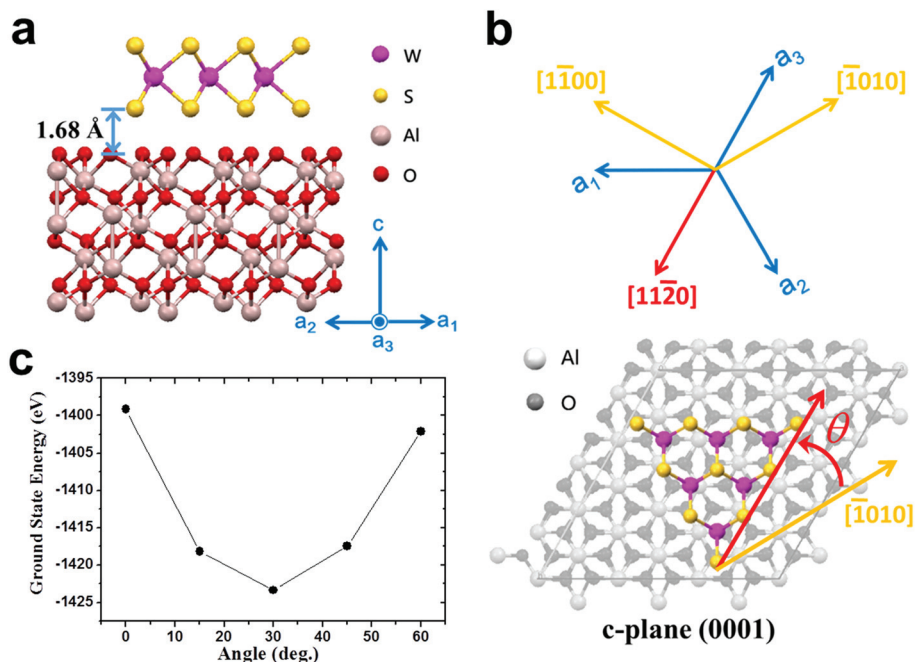 a
W
S
Al
O
1.68 Å
c
a₂
a₃
a₁
b
[11̅00]
a₃
[1̅010]
a₁
[112̅0]
a₂
Al
O
θ
[1̅010]
c-plane (0001)
c
Ground State Energy (eV)
-1395
-1400
-1405
-1410
-1415
-1420
-1425
0
10
20
30
40
50
60
Angle (deg.)